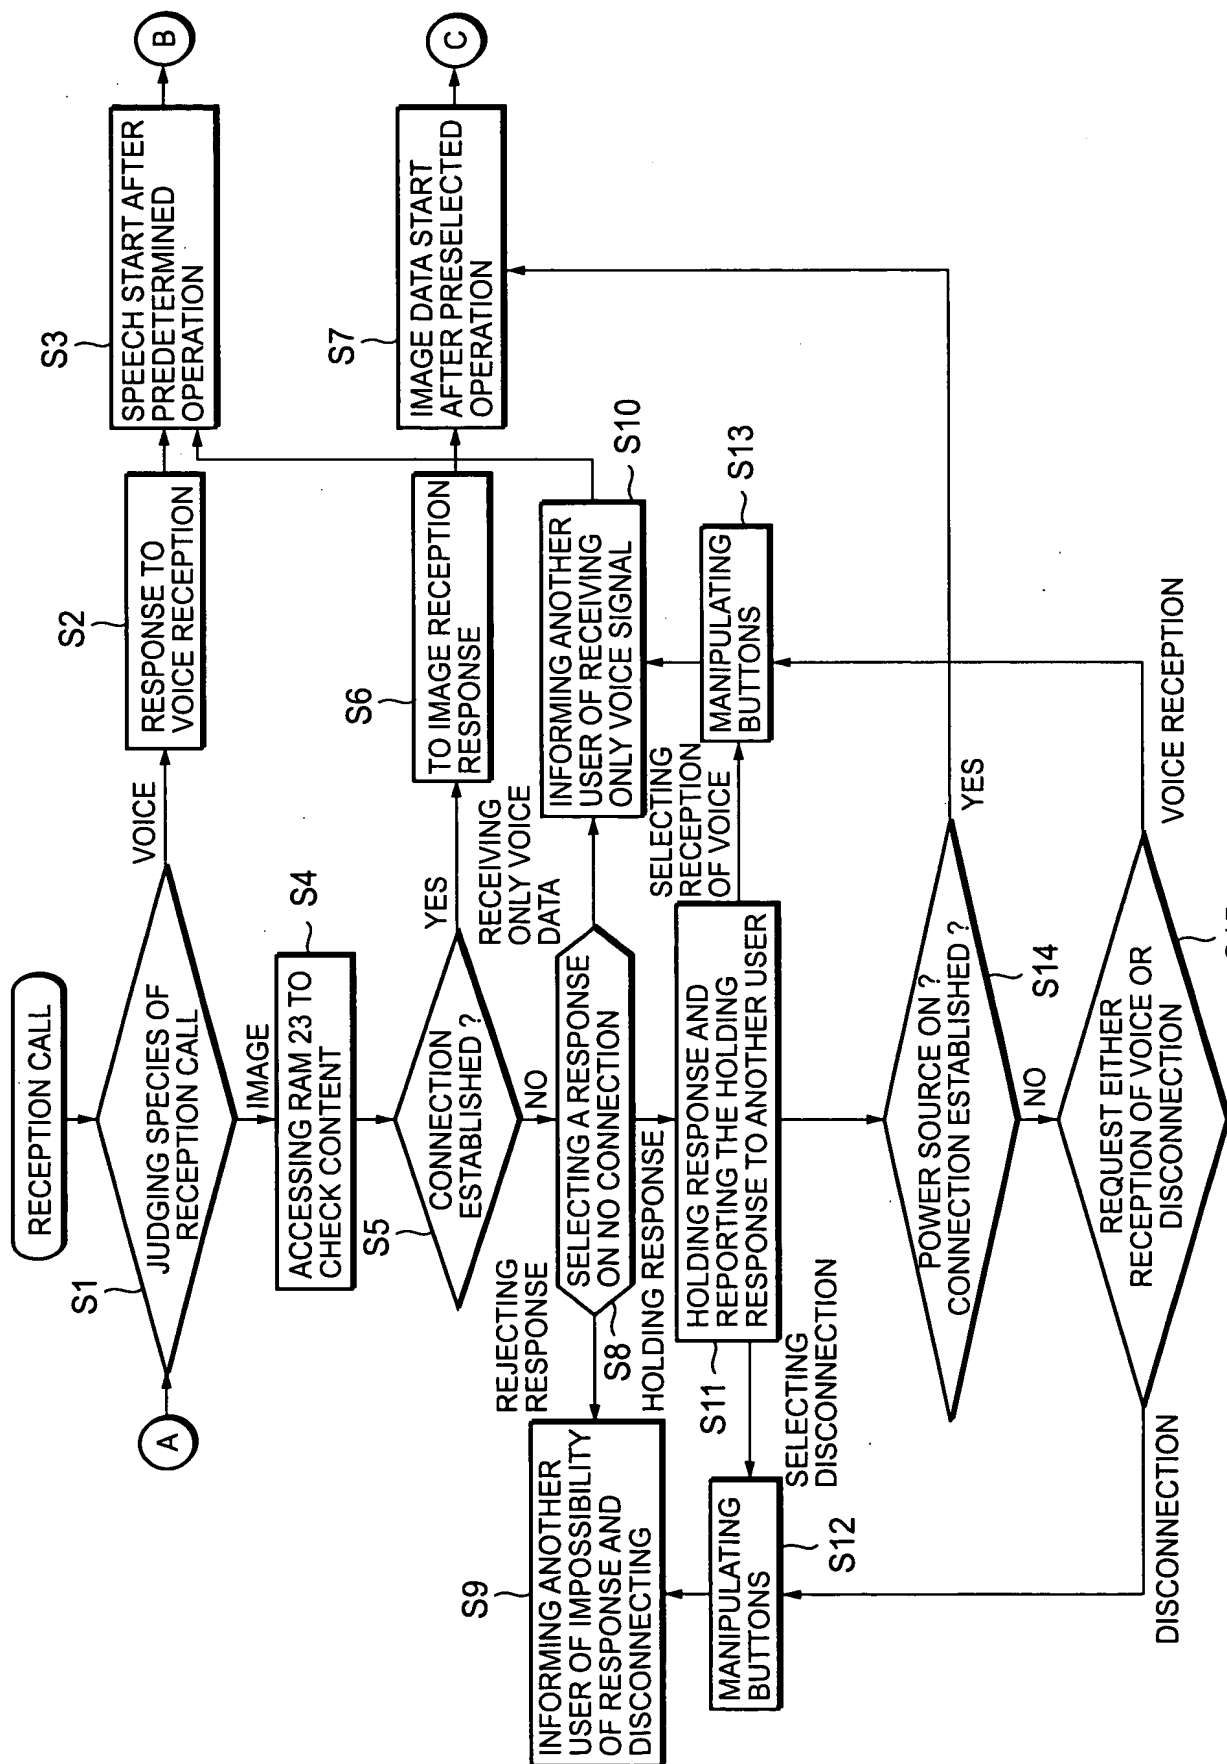 RECEPTION CALL
A
S1
JUDGING SPECIES OF
RECEPTION CALL
VOICE
S2
RESPONSE TO
VOICE RECEPTION
S3
SPEECH START AFTER
PREDETERMINED
OPERATION
B
IMAGE
S4
ACCESSING RAM 23 TO
CHECK CONTENT
S5
CONNECTION
ESTABLISHED ?
YES
S6
TO IMAGE RECEPTION
RESPONSE
S7
IMAGE DATA START
AFTER PRESELECTED
OPERATION
C
NO
REJECTING
RESPONSE
S8
SELECTING A RESPONSE
ON NO CONNECTION
RECEIVING
ONLY VOICE
DATA
S9
INFORMING ANOTHER
USER OF IMPOSSIBILITY
OF RESPONSE AND
DISCONNECTING
S10
INFORMING ANOTHER
USER OF RECEIVING
ONLY VOICE SIGNAL
HOLDING RESPONSE
S11
HOLDING RESPONSE AND
REPORTING THE HOLDING
RESPONSE TO ANOTHER USER
SELECTING
DISCONNECTION
SELECTING
RECEPTION
OF VOICE
MANIPULATING
BUTTONS
S12
MANIPULATING
BUTTONS
S13
POWER SOURCE ON ?
CONNECTION ESTABLISHED ?
S14
YES
NO
REQUEST EITHER
RECEPTION OF VOICE OR
DISCONNECTION
DISCONNECTION
VOICE RECEPTION